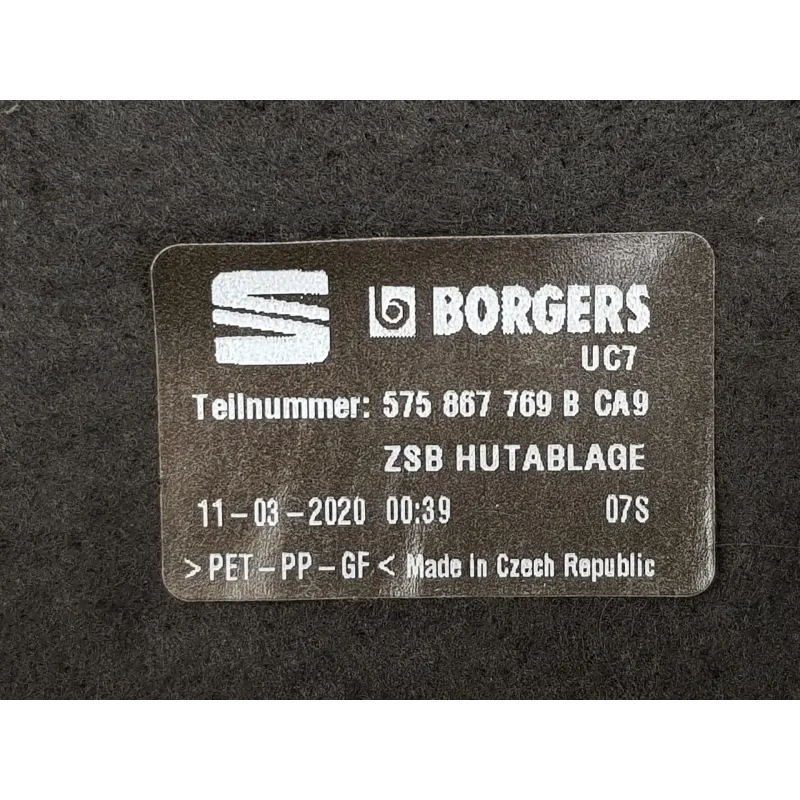 BORGERS
UC7
Teilnummer: 575 867 769 B CA9
ZSB HUTABLAGE
11-03-2020 00:39 07S
>PET-PP-GF< Made In Czech Republic